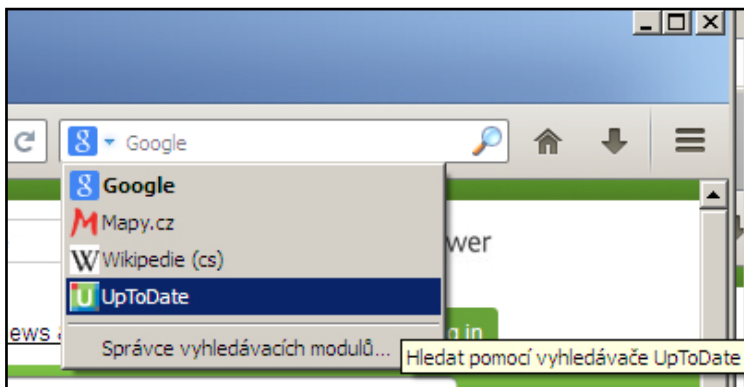 Google
Google
Mapy.cz
Wikipedie (cs)
wer
UpToDate
ews
g in
Správce vyhledávacích modulů...
Hledat pomocí vyhledávače UpToDate